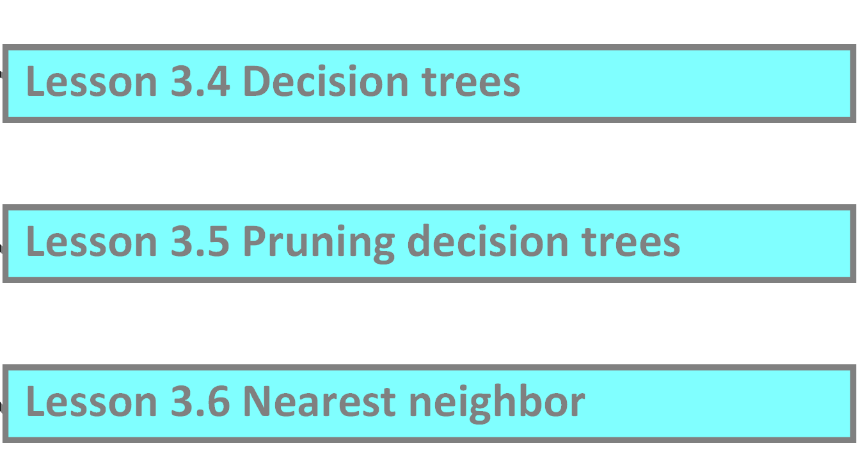 Lesson 3.4 Decision trees
Lesson 3.5 Pruning decision trees
Lesson 3.6 Nearest neighbor